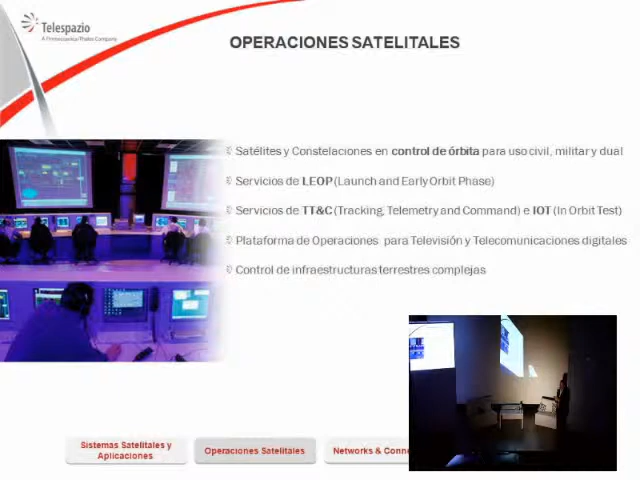 Telespazio
A Finmeccanica/Thales Company
OPERACIONES SATELITALES
Satélites y Constelaciones en control de órbita para uso civil, militar y dual
Servicios de LEOP (Launch and Early Orbit Phase)
Servicios de TT&C (Tracking, Telemetry and Command) e IOT (In Orbit Test)
Plataforma de Operaciones para Televisión y Telecomunicaciones digitales
Control de infraestructuras terrestres complejas
Sistemas Satelitales y
Aplicaciones
Operaciones Satelitales
Networks &